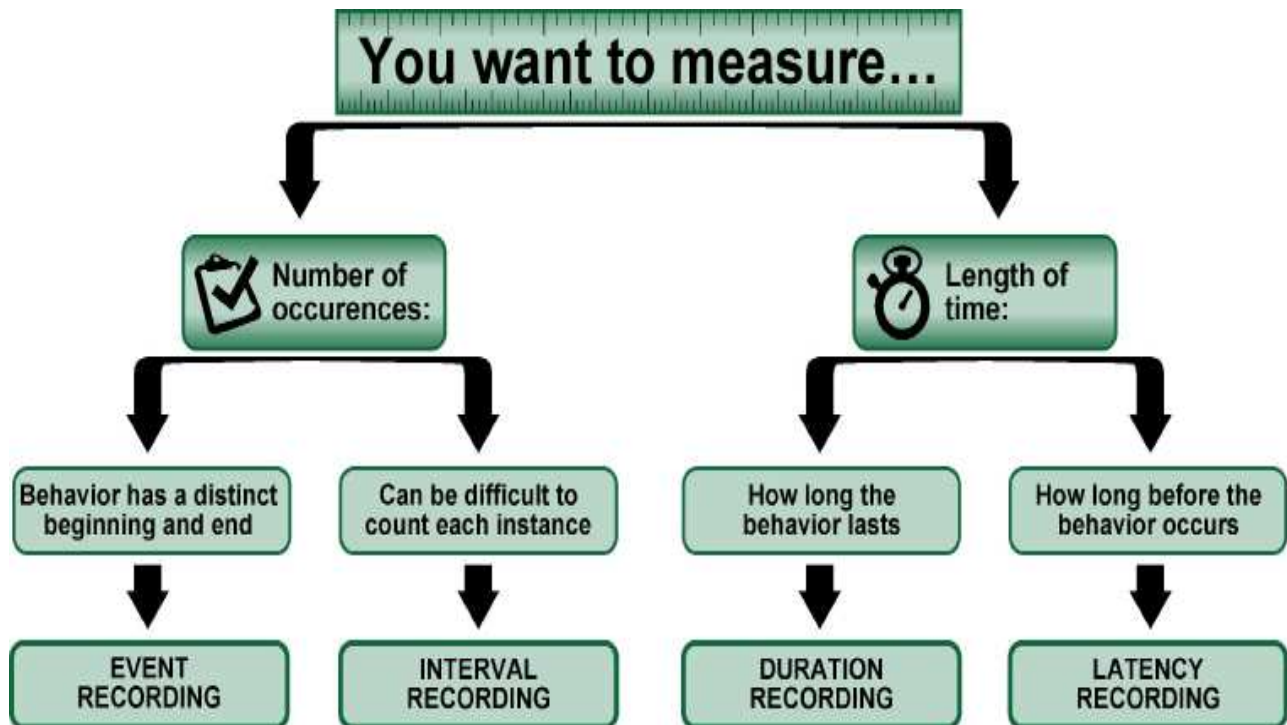 You want to measure...
Number of
occurences:
Length of
time:
Behavior has a distinct
beginning and end
Can be difficult to
count each instance
How long the
behavior lasts
How long before the
behavior occurs
EVENT
RECORDING
INTERVAL
RECORDING
DURATION
RECORDING
LATENCY
RECORDING